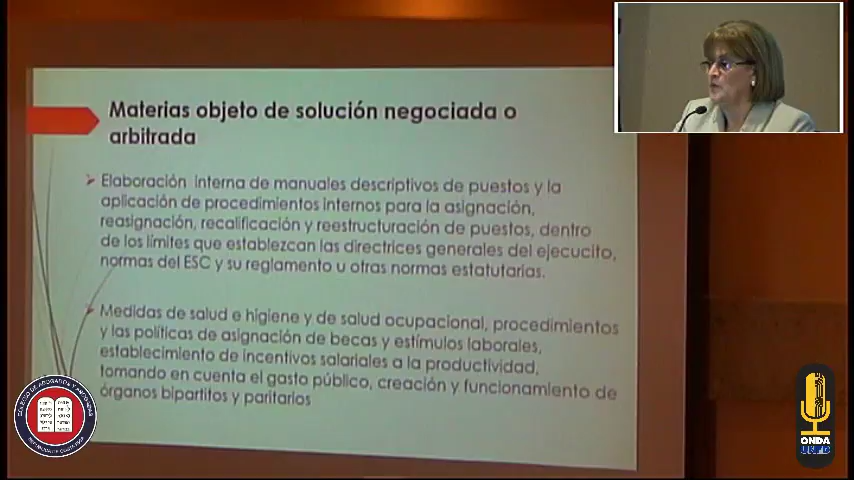 Materias objeto de solución negociada o
arbitrada
Elaboración interna de manuales descriptivos de puestos y la
aplicación de procedimientos internos para la asignación,
reasignación, recalificación y reestructuración de puestos, dentro
de los límites que establezcan las directrices generales del ejecucito,
normas del ESC y su reglamento u otras normas estatutarias.
Medidas de salud e higiene y de salud ocupacional, procedimientos
y las políticas de asignación de becas y estímulos laborales,
establecimiento de incentivos salariales a la productividad,
tomando en cuenta el gasto público, creación y funcionamiento de
órganos bipartitos y paritarios
ONDA
UNED